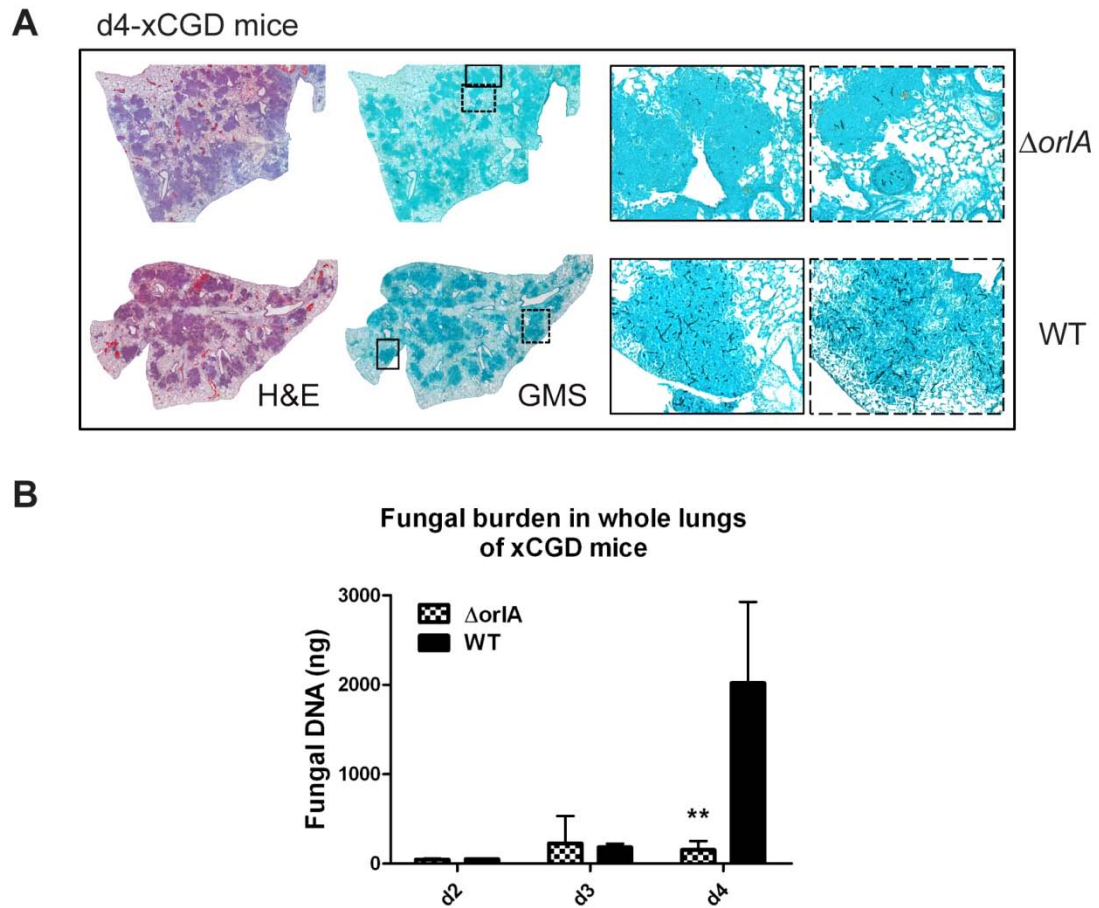 A
d4-xCGD mice
ΔorlA
WT
H&E
GMS
B
Fungal burden in whole lungs
of xCGD mice
Fungal DNA (ng)
3000
2000
1000
0
ΔorlA
WT
**
d2
d3
d4